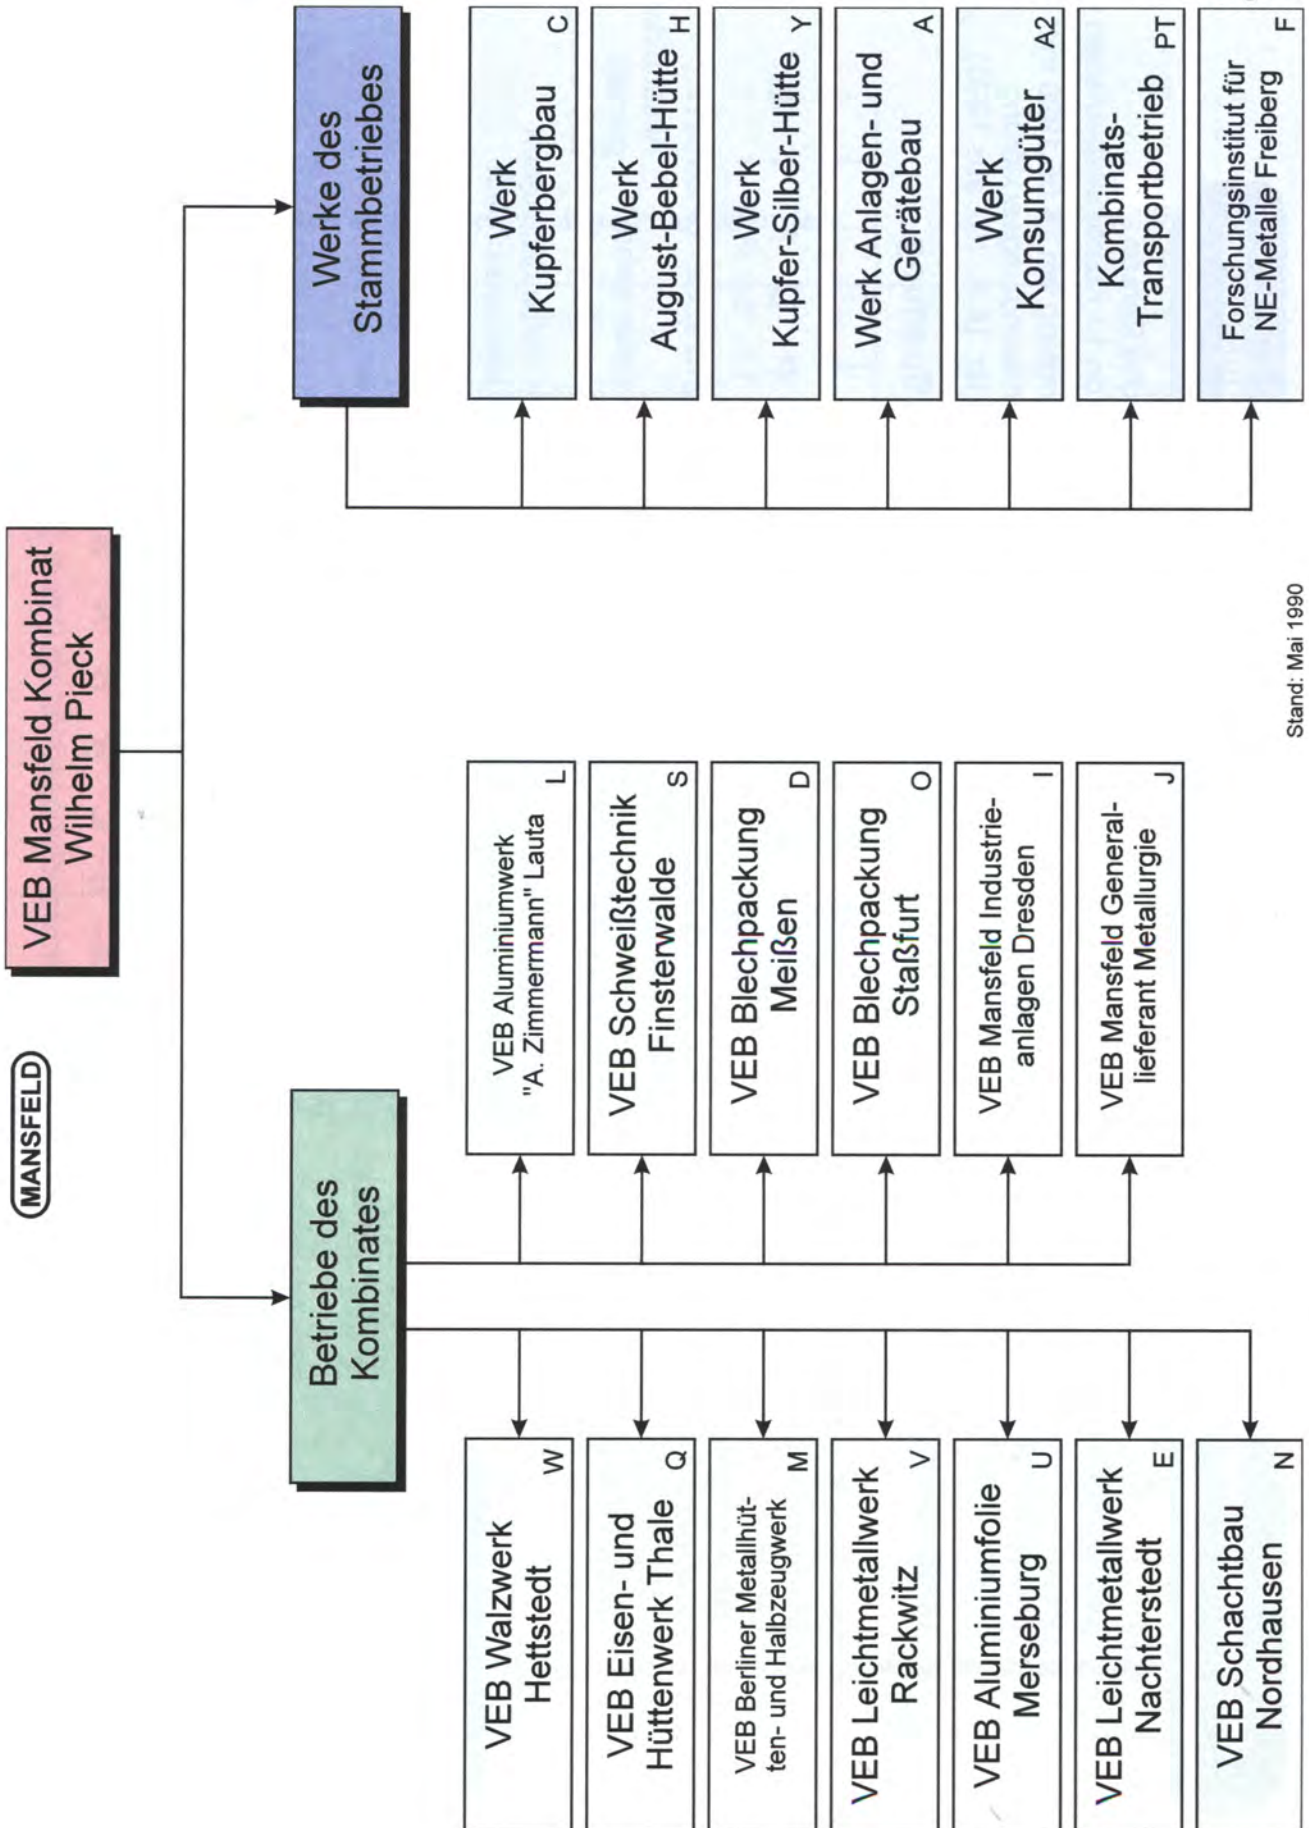 MANSFELD
VEB Mansfeld Kombinat
Wilhelm Pieck
Betriebe des
Kombinates
Werke des
Stammbetriebes
VEB Walzwerk
Hettstedt
W
VEB Eisen- und
Hüttenwerk Thale
Q
VEB Berliner Metallhüt-
ten- und Halbzeugwerk
M
VEB Leichtmetallwerk
Rackwitz
V
VEB Aluminiumfolie
Merseburg
U
VEB Leichtmetallwerk
Nachterstedt
E
VEB Schachtbau
Nordhausen
N
VEB Aluminiumwerk
"A. Zimmermann" Lauta
L
VEB Schweißtechnik
Finsterwalde
S
VEB Blechpackung
Meißen
D
VEB Blechpackung
Staßfurt
O
VEB Mansfeld Industrie-
anlagen Dresden
I
VEB Mansfeld General-
lieferant Metallurgie
J
Werk
Kupferbergbau
C
Werk
August-Bebel-Hütte
H
Werk
Kupfer-Silber-Hütte
Y
Werk Anlagen- und
Gerätebau
A
Werk
Konsumgüter
A2
Kombinats-
Transportbetrieb
PT
Forschungsinstitut für
NE-Metalle Freiberg
F
Stand: Mai 1990